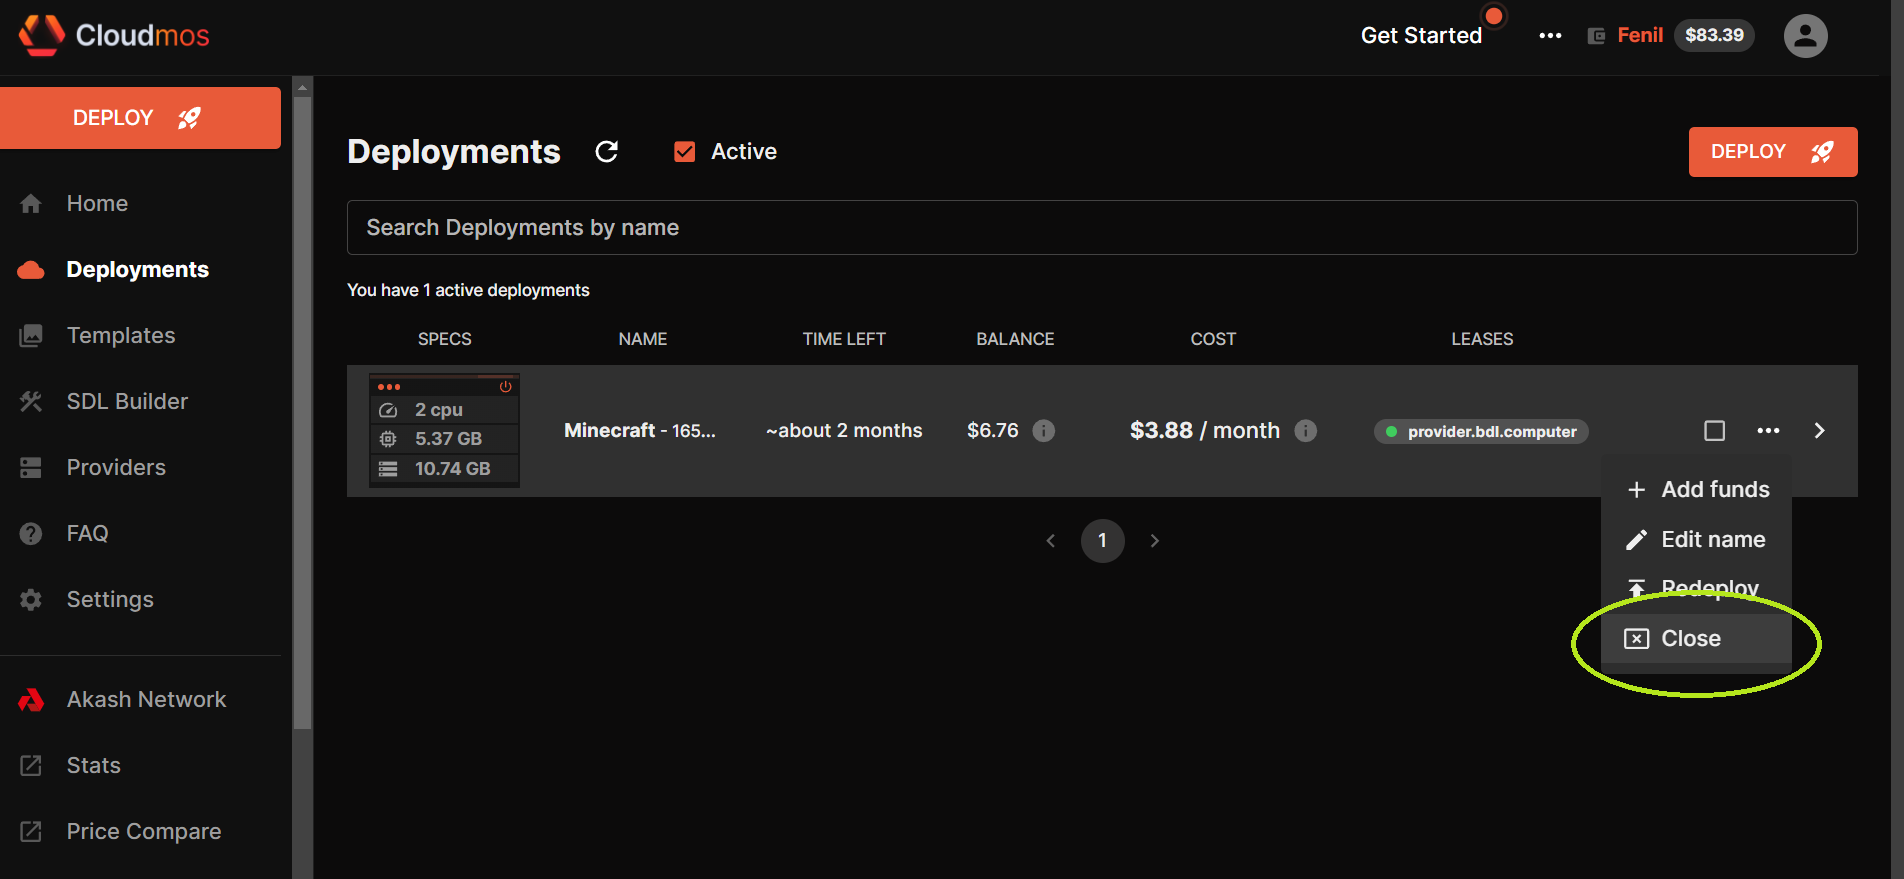 Cloudmos
Get Started
Fenil $83.39
DEPLOY
Home
Deployments
Templates
SDL Builder
Providers
FAQ
Settings
Akash Network
Stats
Price Compare
Deployments
Active
DEPLOY
Search Deployments by name
You have 1 active deployments
SPECS NAME TIME LEFT BALANCE COST LEASES
2 cpu
5.37 GB
10.74 GB
Minecraft - 165...
~about 2 months
$6.76
$3.88 / month
provider.bdl.computer
Add funds
Edit name
Redeploy
Close
1